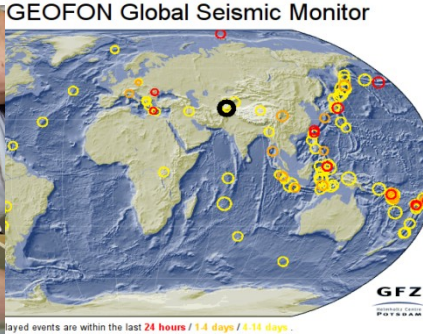 GEOFON Global Seismic Monitor
GFZ
POTSDAM
layed events are within the last 24 hours / 1-4 days / 4-14 days .